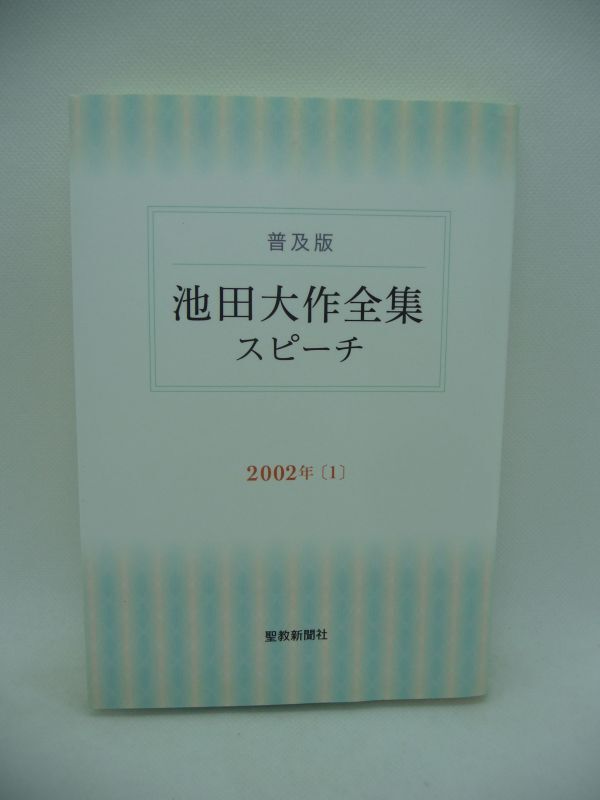 普及版
池田大作全集
スピーチ
2002年〔1〕
聖教新聞社